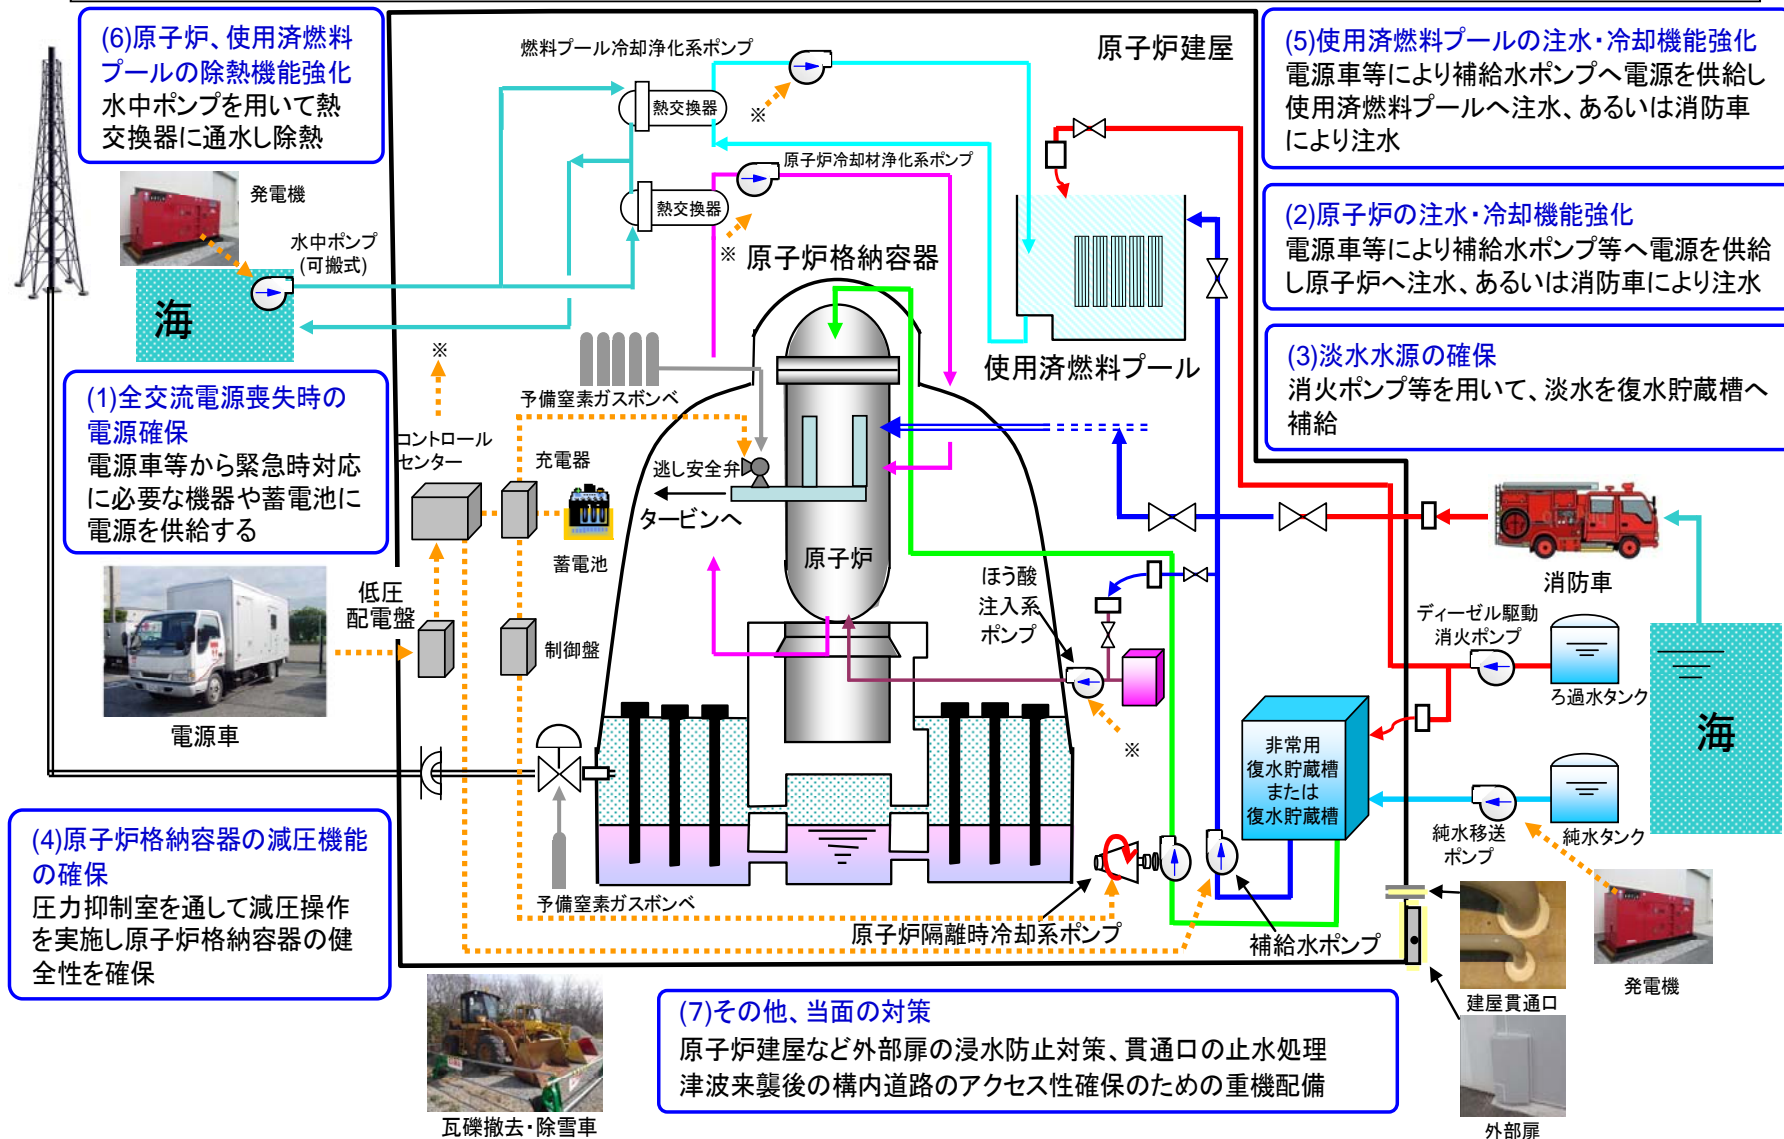 (6)原子炉、使用済燃料
プールの除熱機能強化
水中ポンプを用いて熱
交換器に通水し除熱
燃料プール冷却浄化系ポンプ
原子炉建屋
熱交換器
※
原子炉冷却材浄化系ポンプ
熱交換器
※
原子炉格納容器
(5)使用済燃料プールの注水・冷却機能強化
電源車等により補給水ポンプへ電源を供給し
使用済燃料プールへ注水、あるいは消防車
により注水
(2)原子炉の注水・冷却機能強化
電源車等により補給水ポンプ等へ電源を供給
し原子炉へ注水、あるいは消防車により注水
(3)淡水水源の確保
消火ポンプ等を用いて、淡水を復水貯蔵槽へ
補給
発電機
水中ポンプ
(可搬式)
海
※
使用済燃料プール
予備窒素ガスボンベ
(1)全交流電源喪失時の
電源確保
電源車等から緊急時対応
に必要な機器や蓄電池に
電源を供給する
コントロール
センター
充電器
逃し安全弁
タービンへ
蓄電池
原子炉
ほう酸
注入系
ポンプ
消防車
低圧
配電盤
制御盤
ディーゼル駆動
消火ポンプ
ろ過水タンク
電源車
※
海
非常用
復水貯蔵槽
または
復水貯蔵槽
純水移送
ポンプ
純水タンク
(4)原子炉格納容器の減圧機能
の確保
圧力抑制室を通して減圧操作
を実施し原子炉格納容器の健
全性を確保
予備窒素ガスボンベ
原子炉隔離時冷却系ポンプ
補給水ポンプ
建屋貫通口
発電機
(7)その他、当面の対策
原子炉建屋など外部扉の浸水防止対策、貫通口の止水処理
津波来襲後の構内道路のアクセス性確保のための重機配備
瓦礫撤去・除雪車
外部扉